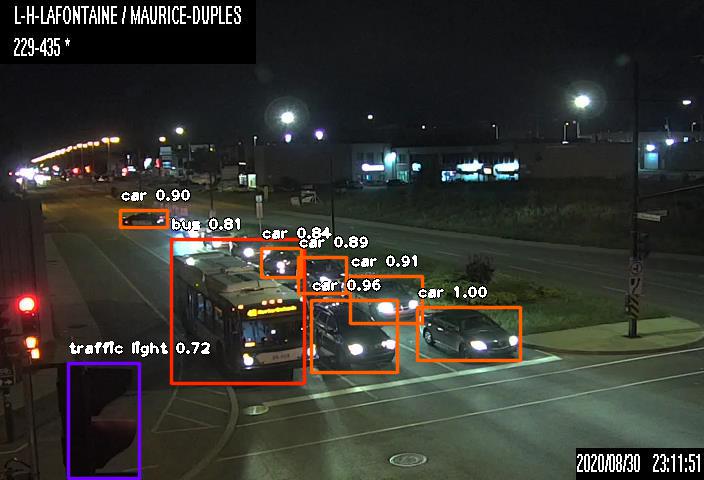 L-H-LAFONTAINE / MAURICE-DUPLES
229-435 *
car 0.90
bus 0.81
car 0.84
car 0.89
car 0.91
car 0.96
car 1.00
traffic light 0.72
2020/08/30 23:11:51